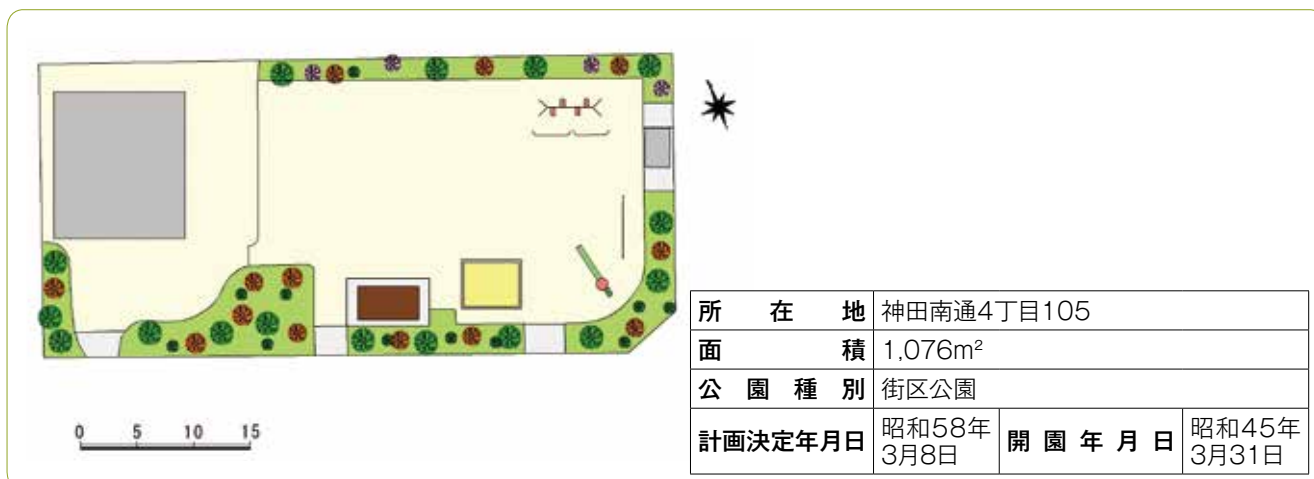 0 5 10 15
所在地 神田南通4丁目105
面積 1,076m²
公園種別 街区公園
計画決定年月日 昭和58年3月8日 開園年月日 昭和45年3月31日